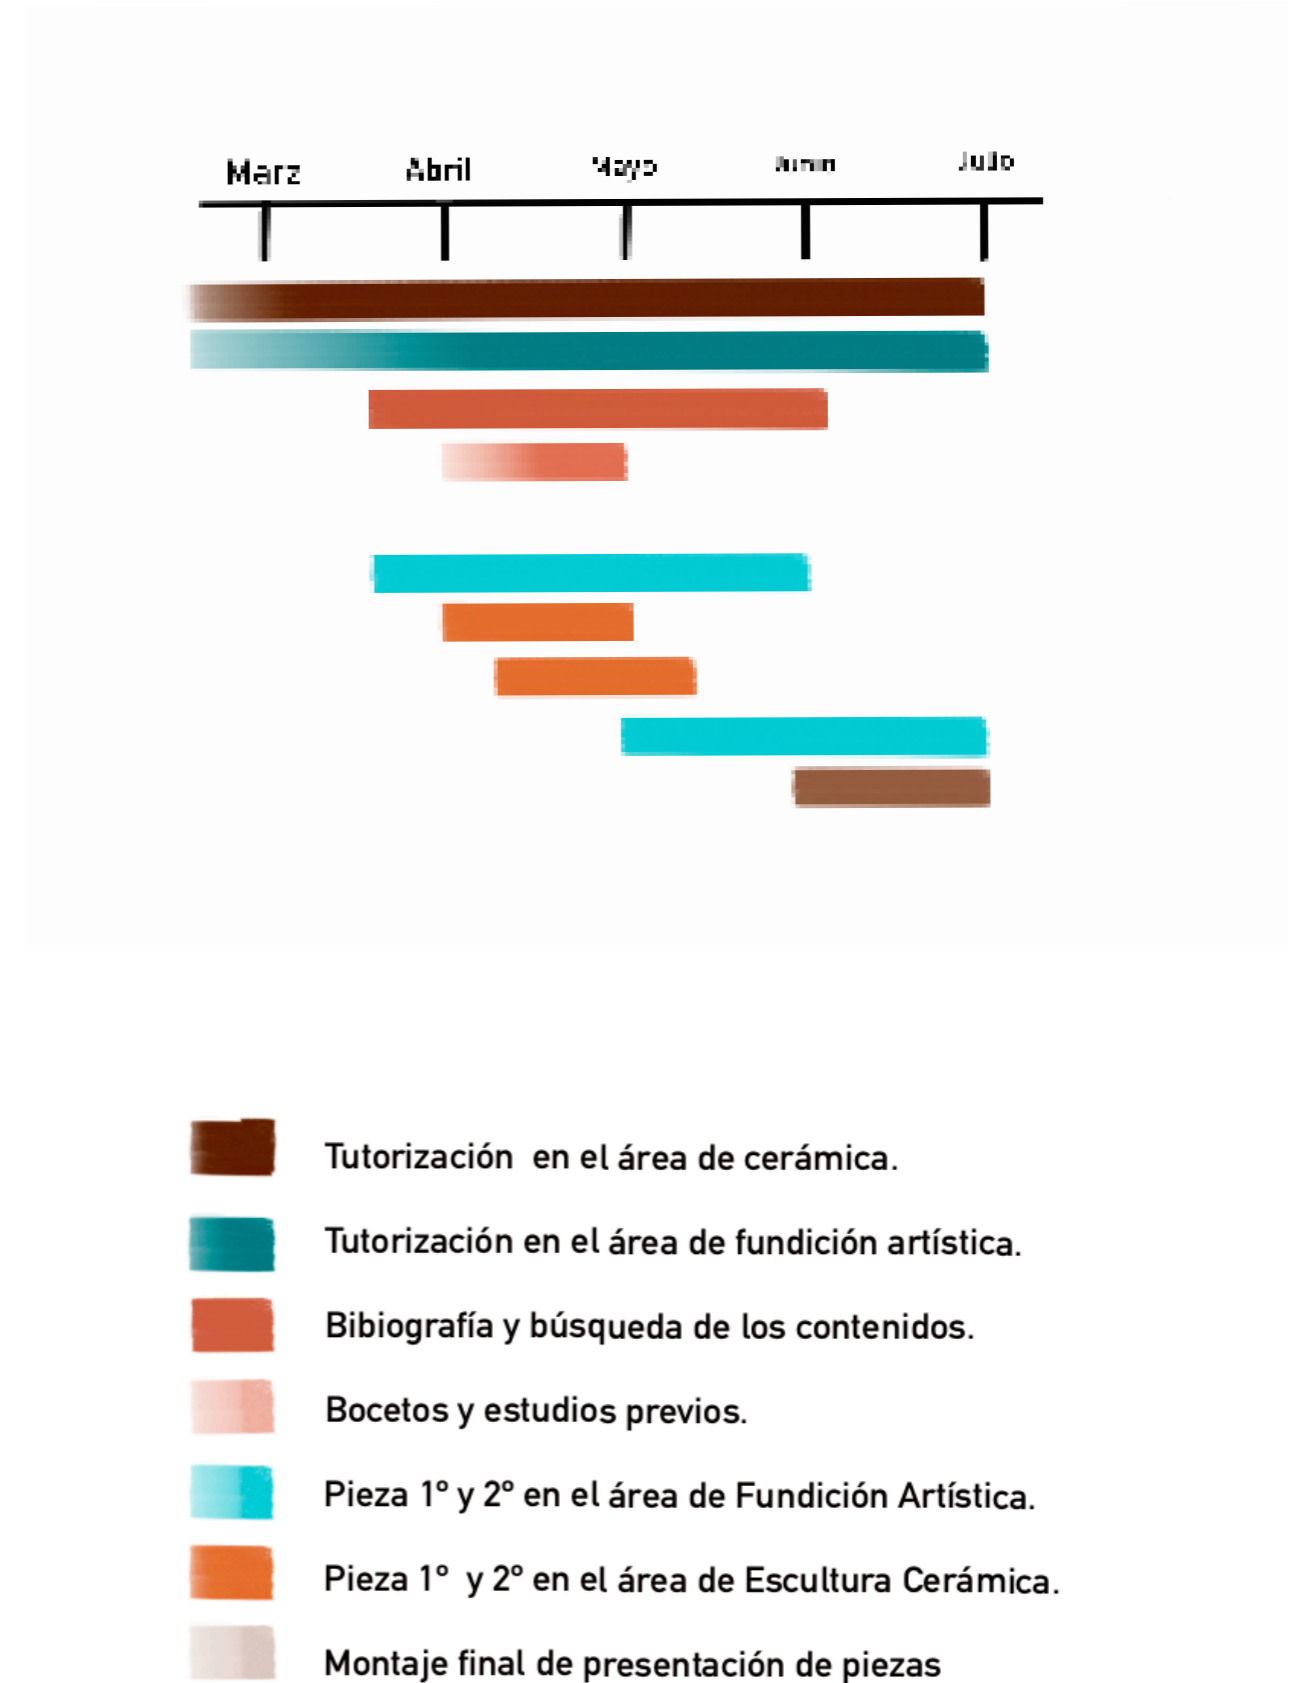 Marz
Abril
Mayo
Tutorización en el área de cerámica.
Tutorización en el área de fundición artística.
Bibiografía y búsqueda de los contenidos.
Bocetos y estudios previos.
Pieza 1º y 2º en el área de Fundición Artística.
Pieza 1º y 2º en el área de Escultura Cerámica.
Montaje final de presentación de piezas